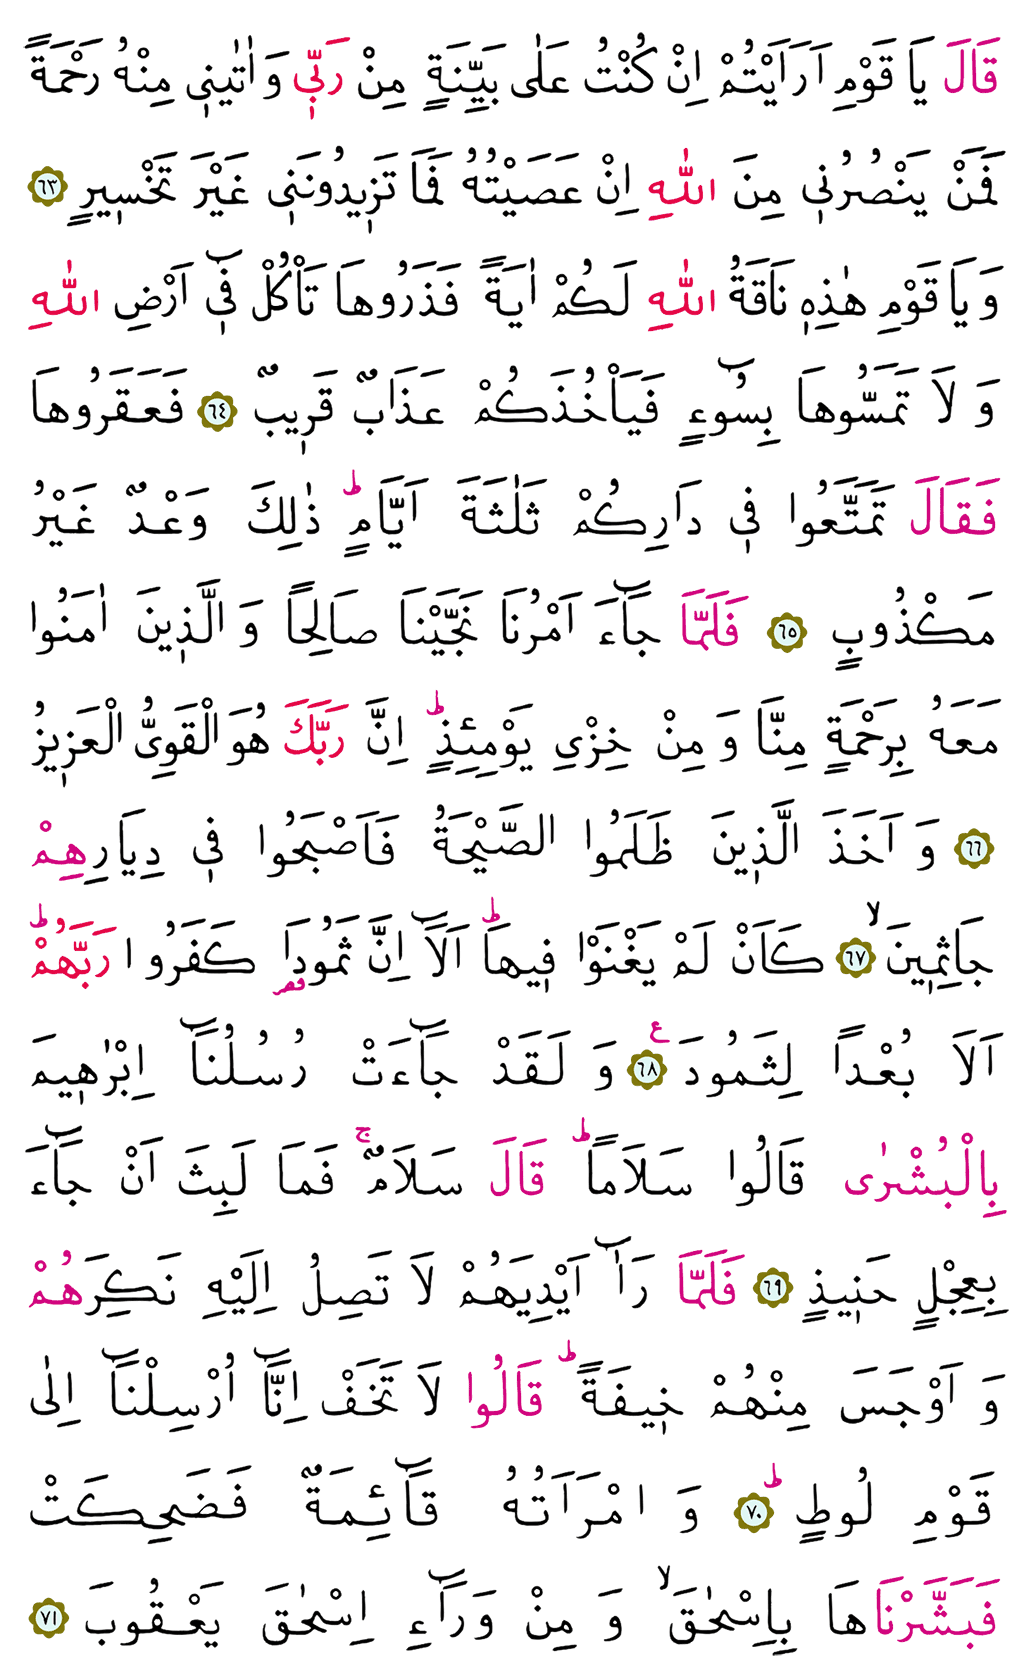 قَالَ يَا قَوْمِ اَرَاَيْتُمْ اِنْ كُنْتُ عَلٰى بَيِّنَةٍ مِنْ رَبّ۪ي وَ اٰتٰين۪ي مِنْهُ رَحْمَةً
فَمَنْ يَنْصُرُن۪ي مِنَ اللّٰهِ اِنْ عَصَيْتُهُ فَمَا تَز۪يدُونَن۪ي غَيْرَ تَخْس۪يرٍ ٦٣
وَ يَا قَوْمِ هٰذِه۪ نَاقَةُ اللّٰهِ لَكُمْ اٰيَةً فَذَرُوهَا تَأْكُلْ ف۪ٓي اَرْضِ اللّٰهِ
وَ لَا تَمَسُّوهَا بِسُٓوءٍ فَيَأْخُذَكُمْ عَذَابٌ قَر۪يبٌ ٦٤ فَعَقَرُوهَا
فَقَالَ تَمَتَّعُوا ف۪ي دَارِكُمْ ثَلٰثَةَ اَيَّامٍۜ ذٰلِكَ وَعْدٌ غَيْرُ
مَكْذُوبٍ ٦٥ فَلَمَّا جَٓاءَ اَمْرُنَا نَجَّيْنَا صَالِحًا وَ الَّذ۪ينَ اٰمَنُوا
مَعَهُ بِرَحْمَةٍ مِنَّا وَ مِنْ خِزْيِ يَوْمِئِذٍۜ اِنَّ رَبَّكَ هُوَ الْقَوِيُّ الْعَز۪يزُ
٦٦ وَ اَخَذَ الَّذ۪ينَ ظَلَمُوا الصَّيْحَةُ فَاَصْبَحُوا ف۪ي دِيَارِهِمْ
جَاثِم۪ينَۙ ٦٧ كَاَنْ لَمْ يَغْنَوْا ف۪يهَاۜ اَلَٓا اِنَّ ثَمُودَا۬ كَفَرُوا رَبَّهُمْۜ
اَلَا بُعْدًا لِثَمُودَ ع ٦٨ وَ لَقَدْ جَٓاءَتْ رُسُلُنَٓا اِبْرٰه۪يمَ
بِالْبُشْرٰى قَالُوا سَلَامًاۜ قَالَ سَلَامٌۚ فَمَا لَبِثَ اَنْ جَٓاءَ
بِعِجْلٍ حَن۪يذٍ ٦٩ فَلَمَّا رَآٰ اَيْدِيَهُمْ لَا تَصِلُ اِلَيْهِ نَكِرَهُمْ
وَ اَوْجَسَ مِنْهُمْ خ۪يفَةًۜ قَالُوا لَا تَخَفْ اِنَّٓا اُرْسِلْنَٓا اِلٰى
قَوْمِ لُوطٍۜ ٧٠ وَ امْرَاَتُهُ قَٓائِمَةٌ فَضَحِكَتْ
فَبَشَّرْنَاهَا بِاِسْحٰقَۙ وَ مِنْ وَرَٓاءِ اِسْحٰقَ يَعْقُوبَ ٧١